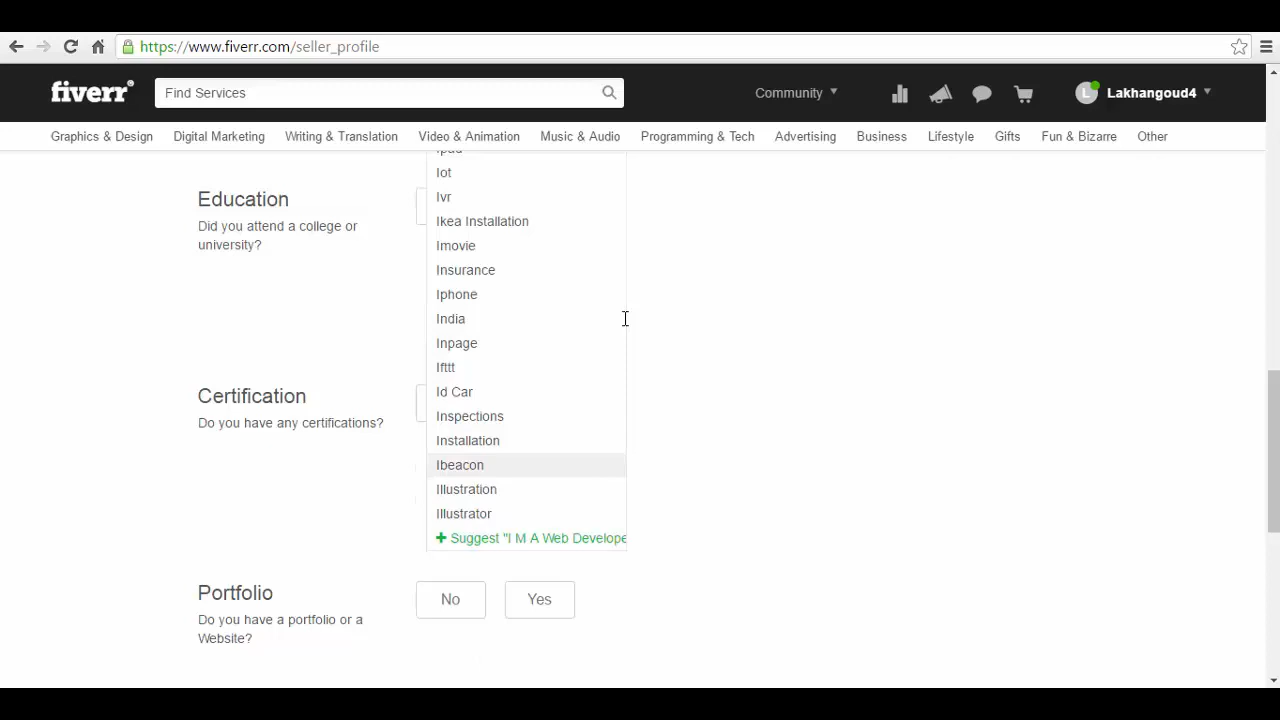 https://www.fiverr.com/seller_profile
fiverr
Find Services
Community
L
Lakhangoud4
Graphics & Design
Digital Marketing
Writing & Translation
Video & Animation
Music & Audio
Programming & Tech
Advertising
Business
Lifestyle
Gifts
Fun & Bizarre
Other
Ipad
Iot
Ivr
Ikea Installation
Imovie
Insurance
Iphone
India
Inpage
Ifttt
Id Car
Inspections
Installation
Ibeacon
Illustration
Illustrator
Suggest "I M A Web Develope
Education
Did you attend a college or
university?
Certification
Do you have any certifications?
Portfolio
Do you have a portfolio or a
Website?
No
Yes